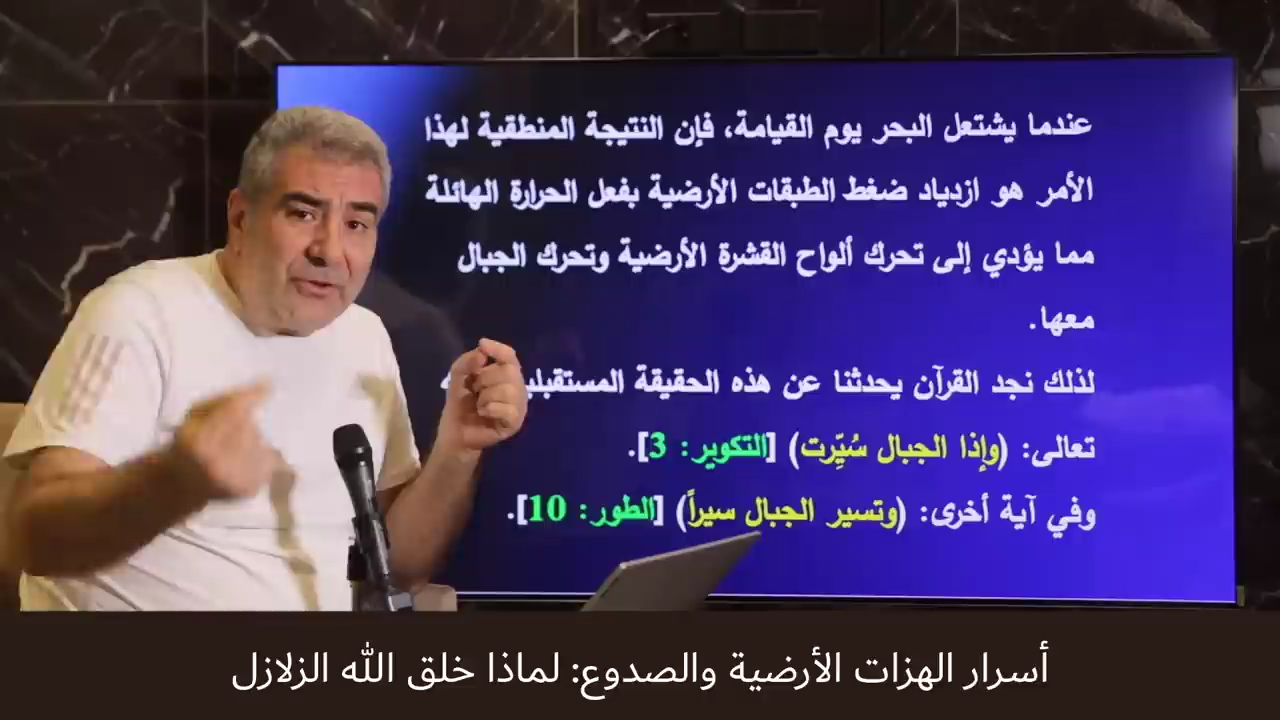 عندما يشتعل البحر يوم القيامة، فإن النتيجة المنطقية لهذا
الأمر هو ازدياد ضغط الطبقات الأرضية بفعل الحرارة الهائلة
مما يؤدي إلى تحرك ألواح القشرة الأرضية وتحرك الجبال
معها.
لذلك نجد القرآن يحدثنا عن هذه الحقيقة
تعالى: (وإذا الجبال سُيِّرت) [التكوير: 3].
وفي آية أخرى: (وتسير الجبال سيراً) [الطور: 10].
أسرار الهزات الأرضية والصدوع: لماذا خلق الله الزلازل